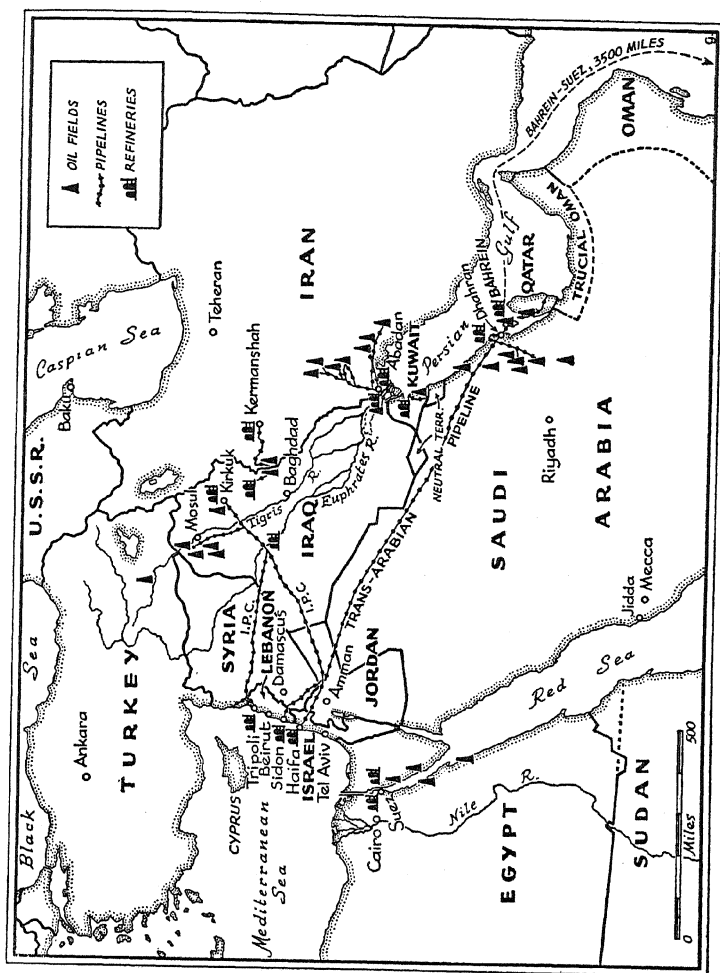 Black Sea
U.S.S.R.
Caspian Sea
Baku
OIL FIELDS
PIPELINES
REFINERIES
Ankara
TURKEY
Teheran
Mosul
Kirkuk
Kermanshah
IRAN
CYPRUS
SYRIA
I.P.C.
Tigris R.
Baghdad
Mediterranean
Sea
Tripoli
Beirut
Sidon
Haifa
ISRAEL
Tel Aviv
LEBANON
Damascus
I.P.C.
IRAQ
Euphrates R.
Abadan
KUWAIT
Amman
JORDAN
TRANS-ARABIAN PIPELINE
NEUTRAL TERR.
Persian Gulf
Dhahran
BAHREIN
QATAR
TRUCIAL OMAN
OMAN
BAHREIN-SUEZ, 3500 MILES
Cairo
Suez
Nile R.
EGYPT
Red Sea
SAUDI
ARABIA
Riyadh
Jidda
Mecca
SUDAN
0 Miles 500